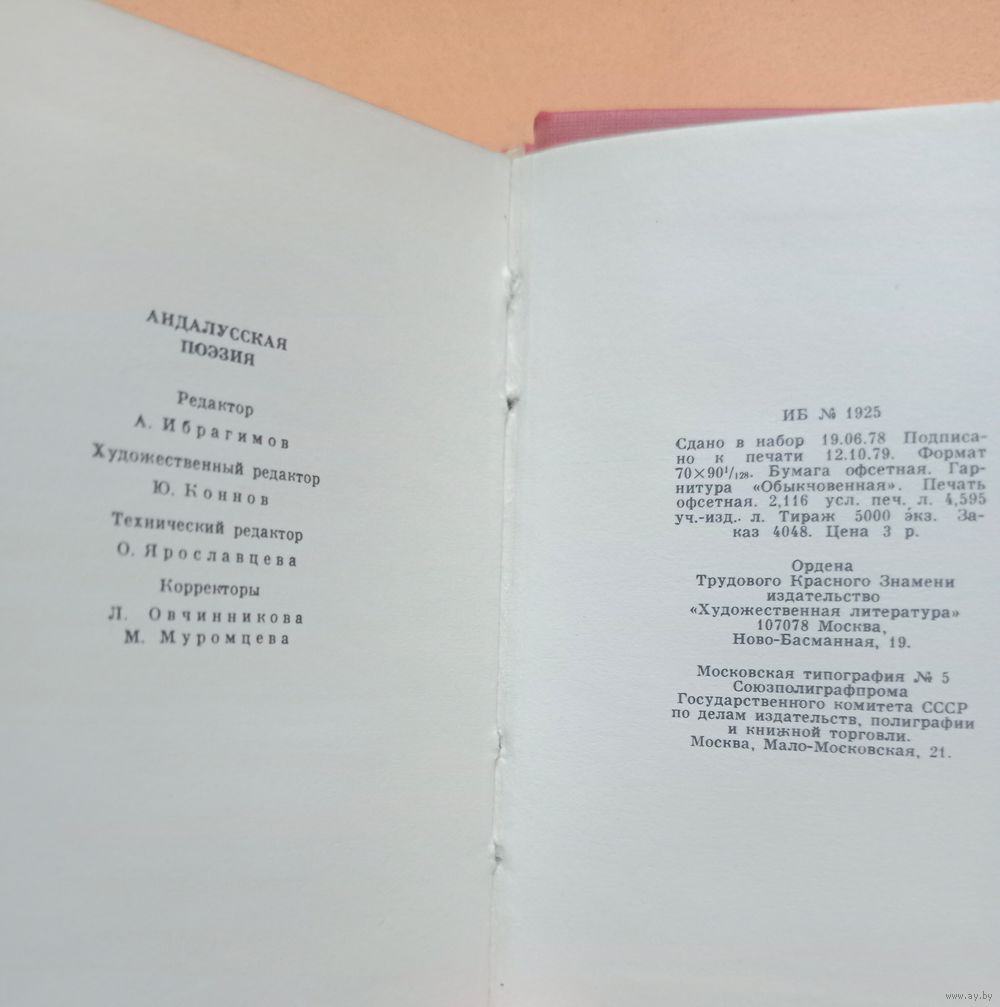 АНДАЛУССКАЯ
ПОЭЗИЯ
Редактор
А. Ибрагимов
Художественный редактор
Ю. Коннов
Технический редактор
О. Ярославцева
Корректоры
Л. Овчинникова
М. Муромцева
ИБ № 1925
Сдано в набор 19.06.78 Подписа-
но к печати 12.10.79. Формат
70×90¹/₁₂₈. Бумага офсетная. Гар-
нитура «Обыкновенная». Печать
офсетная. 2,116 усл. печ. л. 4,595
уч.-изд. л. Тираж 5000 экз. За-
каз 4048. Цена 3 р.
Ордена
Трудового Красного Знамени
издательство
«Художественная литература»
107078 Москва,
Ново-Басманная, 19.
Московская типография № 5
Союзполиграфпрома
Государственного комитета СССР
по делам издательств, полиграфии
и книжной торговли.
Москва, Мало-Московская, 21.
www.ay.by